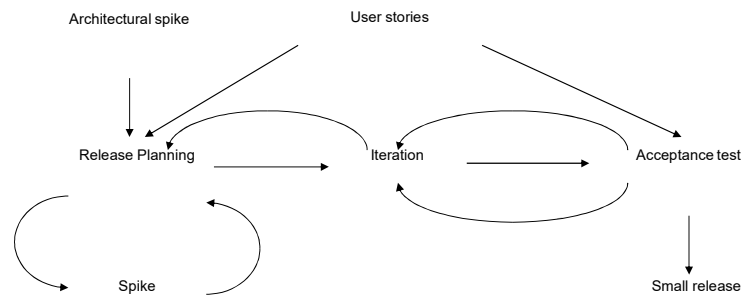 Architectural spike
User stories
Release Planning
Iteration
Acceptance test
Spike
Small release